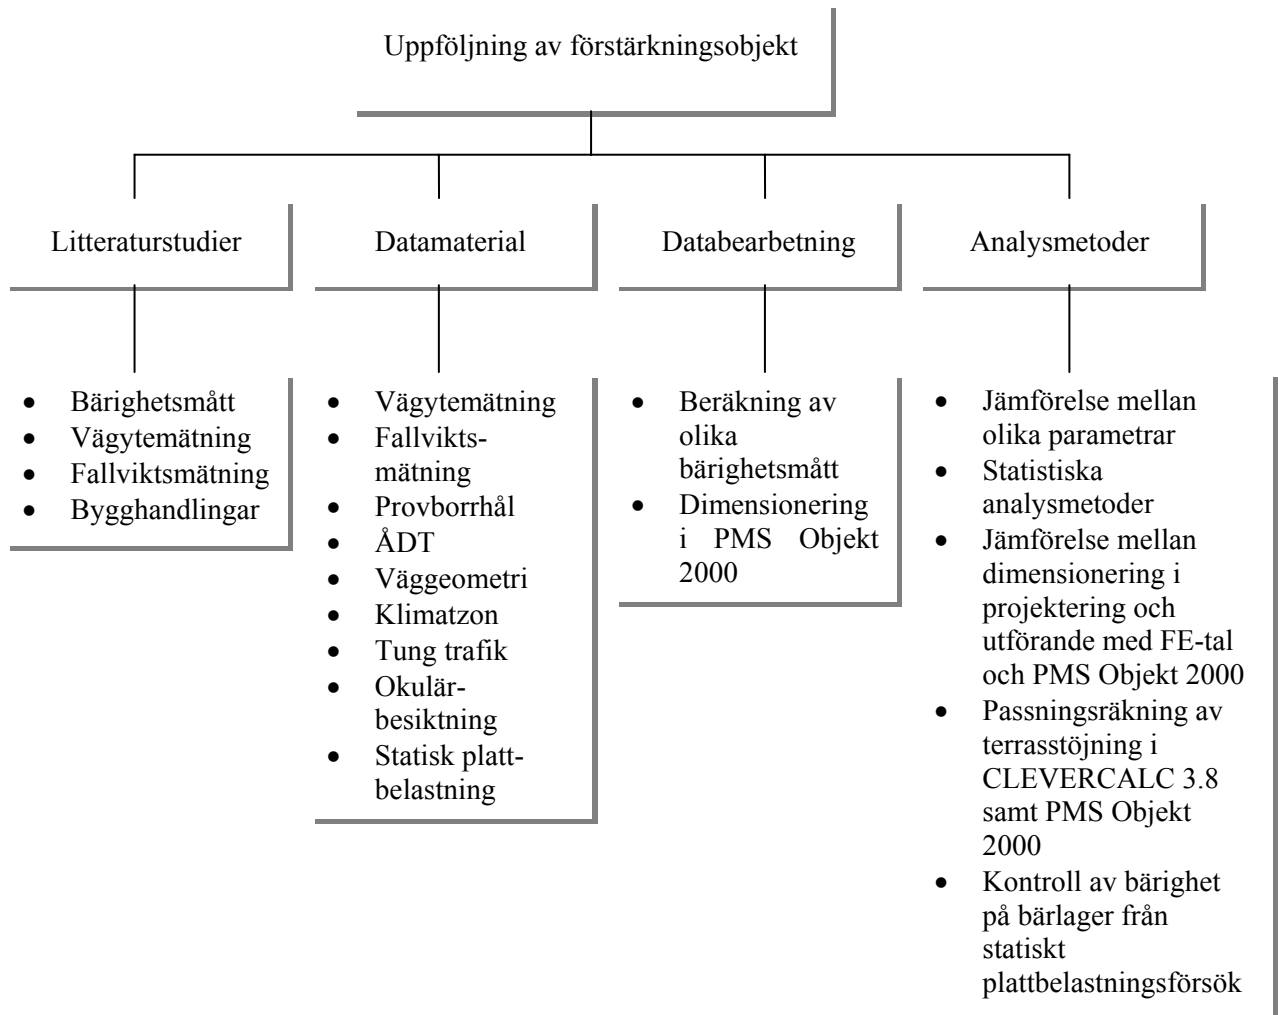 Uppföljning av förstärkningsobjekt
Litteraturstudier
Datamaterial
Databearbetning
Analysmetoder
• Bärighetsmått
• Vägytemätning
• Fallviktsmätning
• Bygghandlingar
• Vägytemätning
• Fallvikts-
mätning
• Provborrhål
• ÅDT
• Väggeometri
• Klimatzon
• Tung trafik
• Okulär-
besiktning
• Statisk platt-
belastning
• Beräkning av
olika
bärighetsmått
• Dimensionering
i PMS Objekt
2000
• Jämförelse mellan
olika parametrar
• Statistiska
analysmetoder
• Jämförelse mellan
dimensionering i
projektering och
utförande med FE-tal
och PMS Objekt 2000
• Passningsräkning av
terrasstöjning i
CLEVERCALC 3.8
samt PMS Objekt
2000
• Kontroll av bärighet
på bärlager från
statiskt
plattbelastningsförsök